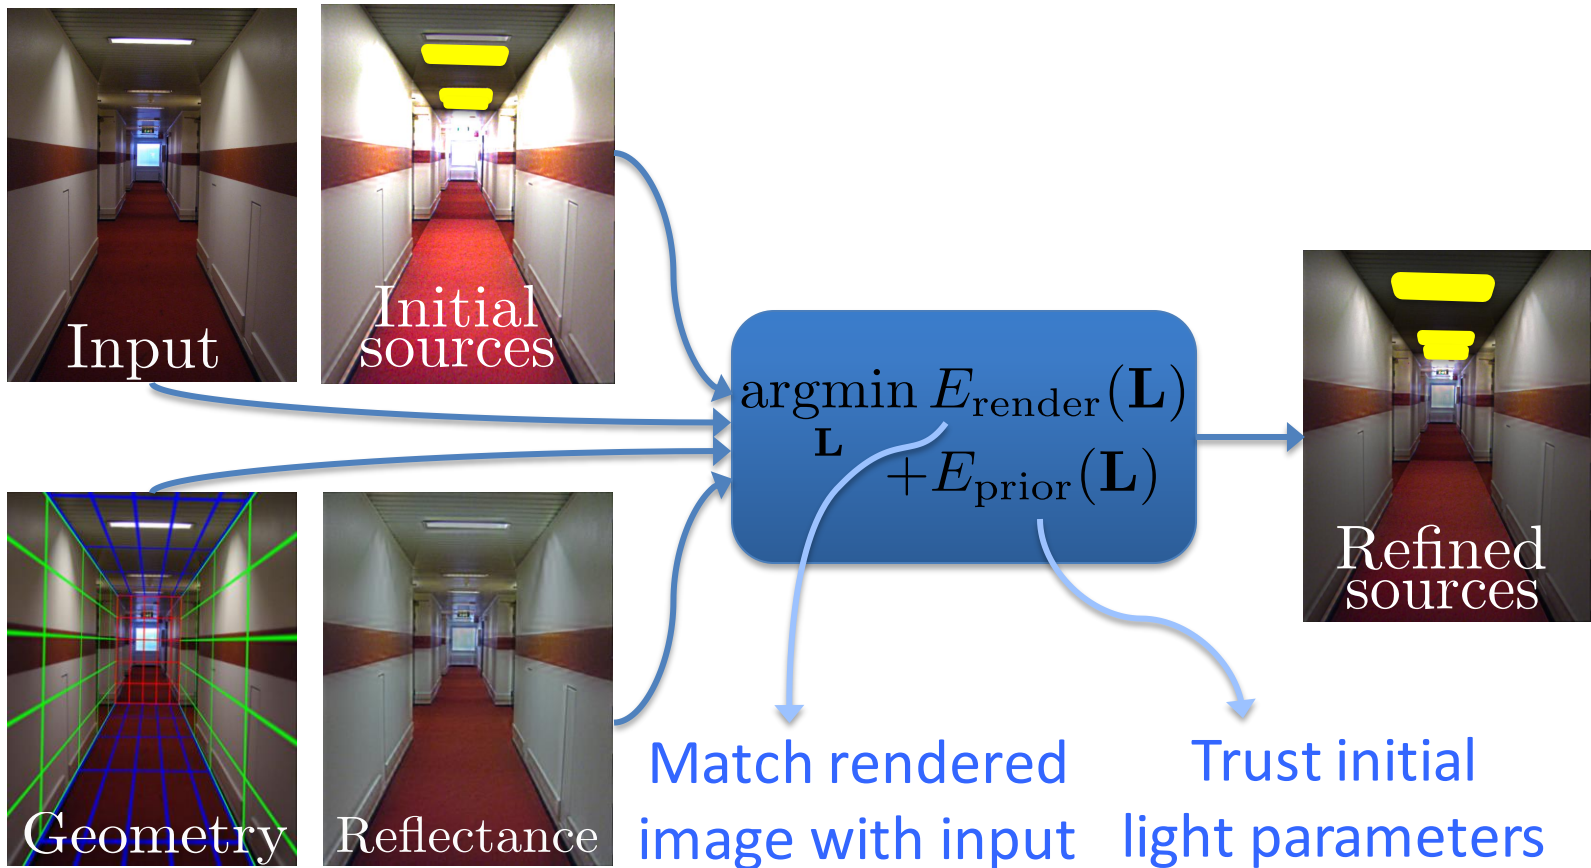 Input
Initial
sources
Geometry
Reflectance
argmin E_render(L)
L
+E_prior(L)
Match rendered
image with input
Trust initial
light parameters
Refined
sources